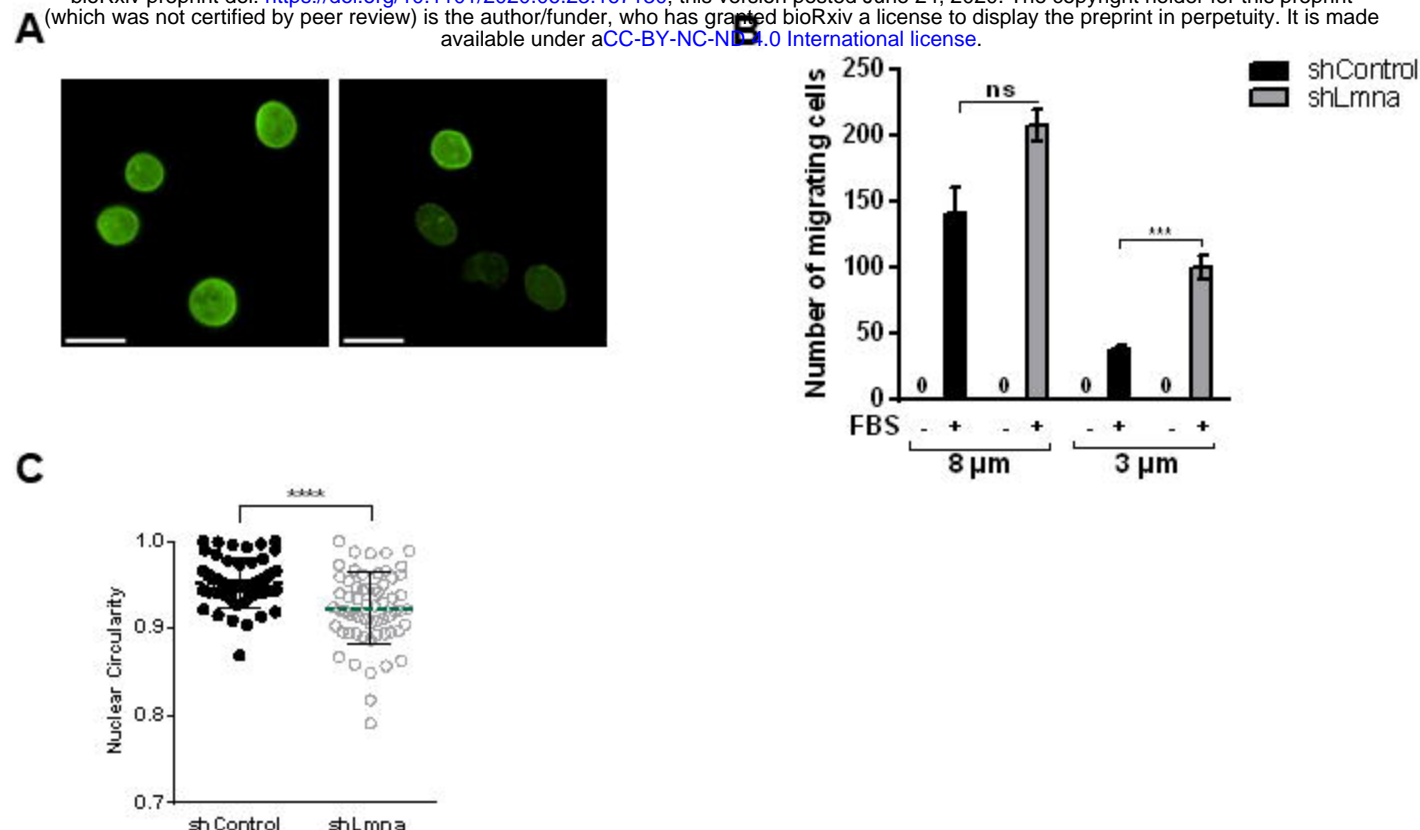 (which was not certified by peer review) is the author/funder, who has granted bioRxiv a license to display the preprint in perpetuity. It is made
available under aCC-BY-NC-ND 4.0 International license.
A
B
250
200
150
100
50
0
Number of migrating cells
ns
***
0 0 0 0
shControl
shLmna
FBS - + - + - + - +
8 µm 3 µm
C
****
1.0
0.9
0.8
0.7
Nuclear Circularity
shControl shLmna